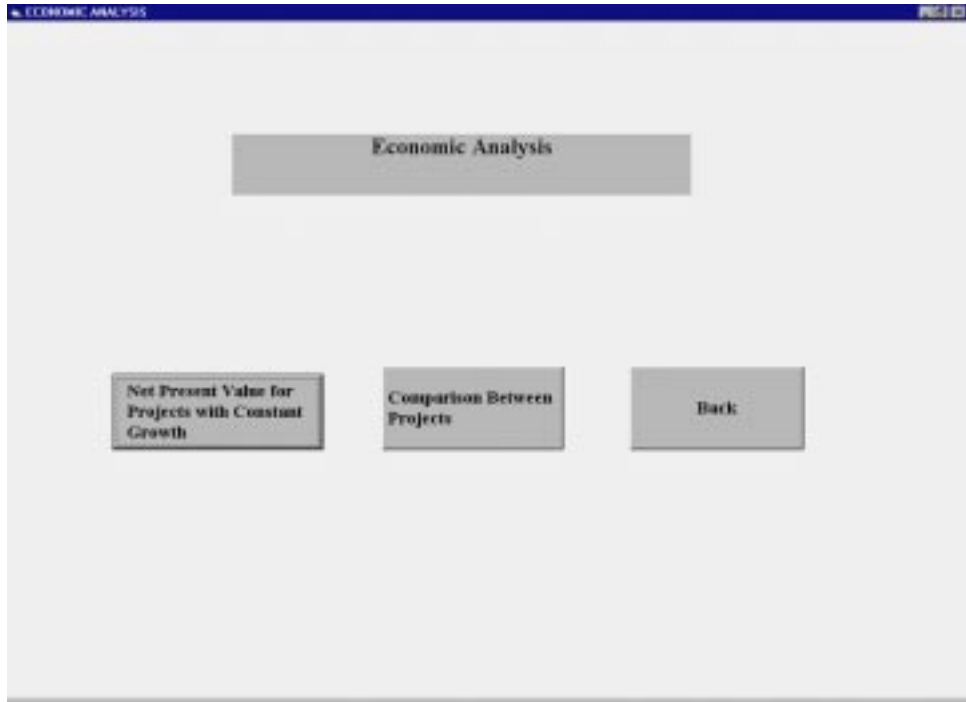 ECONOMIC ANALYSIS
Economic Analysis
Net Present Value for
Projects with Constant
Growth
Comparison Between
Projects
Back